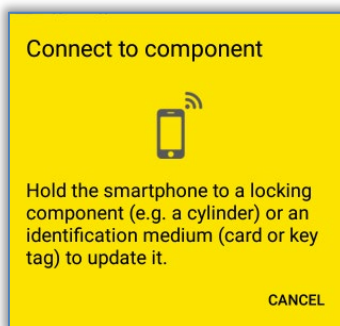 Connect to component
Hold the smartphone to a locking
component (e.g. a cylinder) or an
identification medium (card or key
tag) to update it.
CANCEL